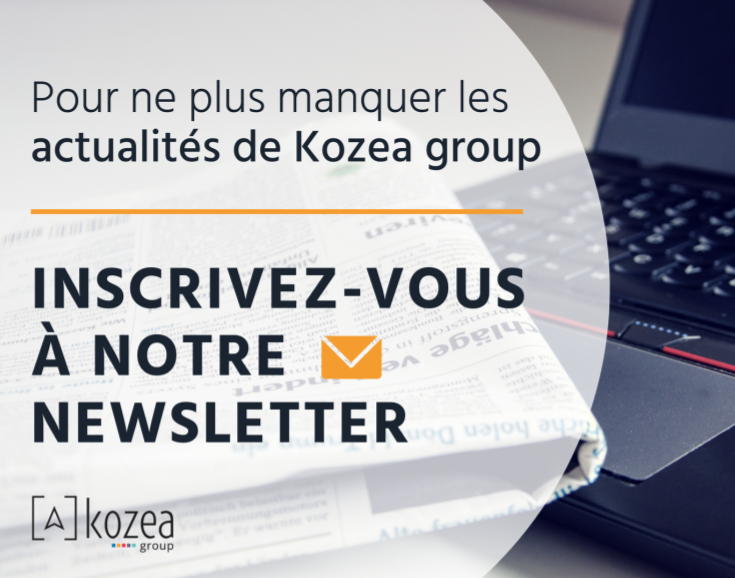 Pour ne plus manquer les
actualités de Kozea group
INSCRIVEZ-VOUS
À NOTRE
NEWSLETTER
[A] kozea
group